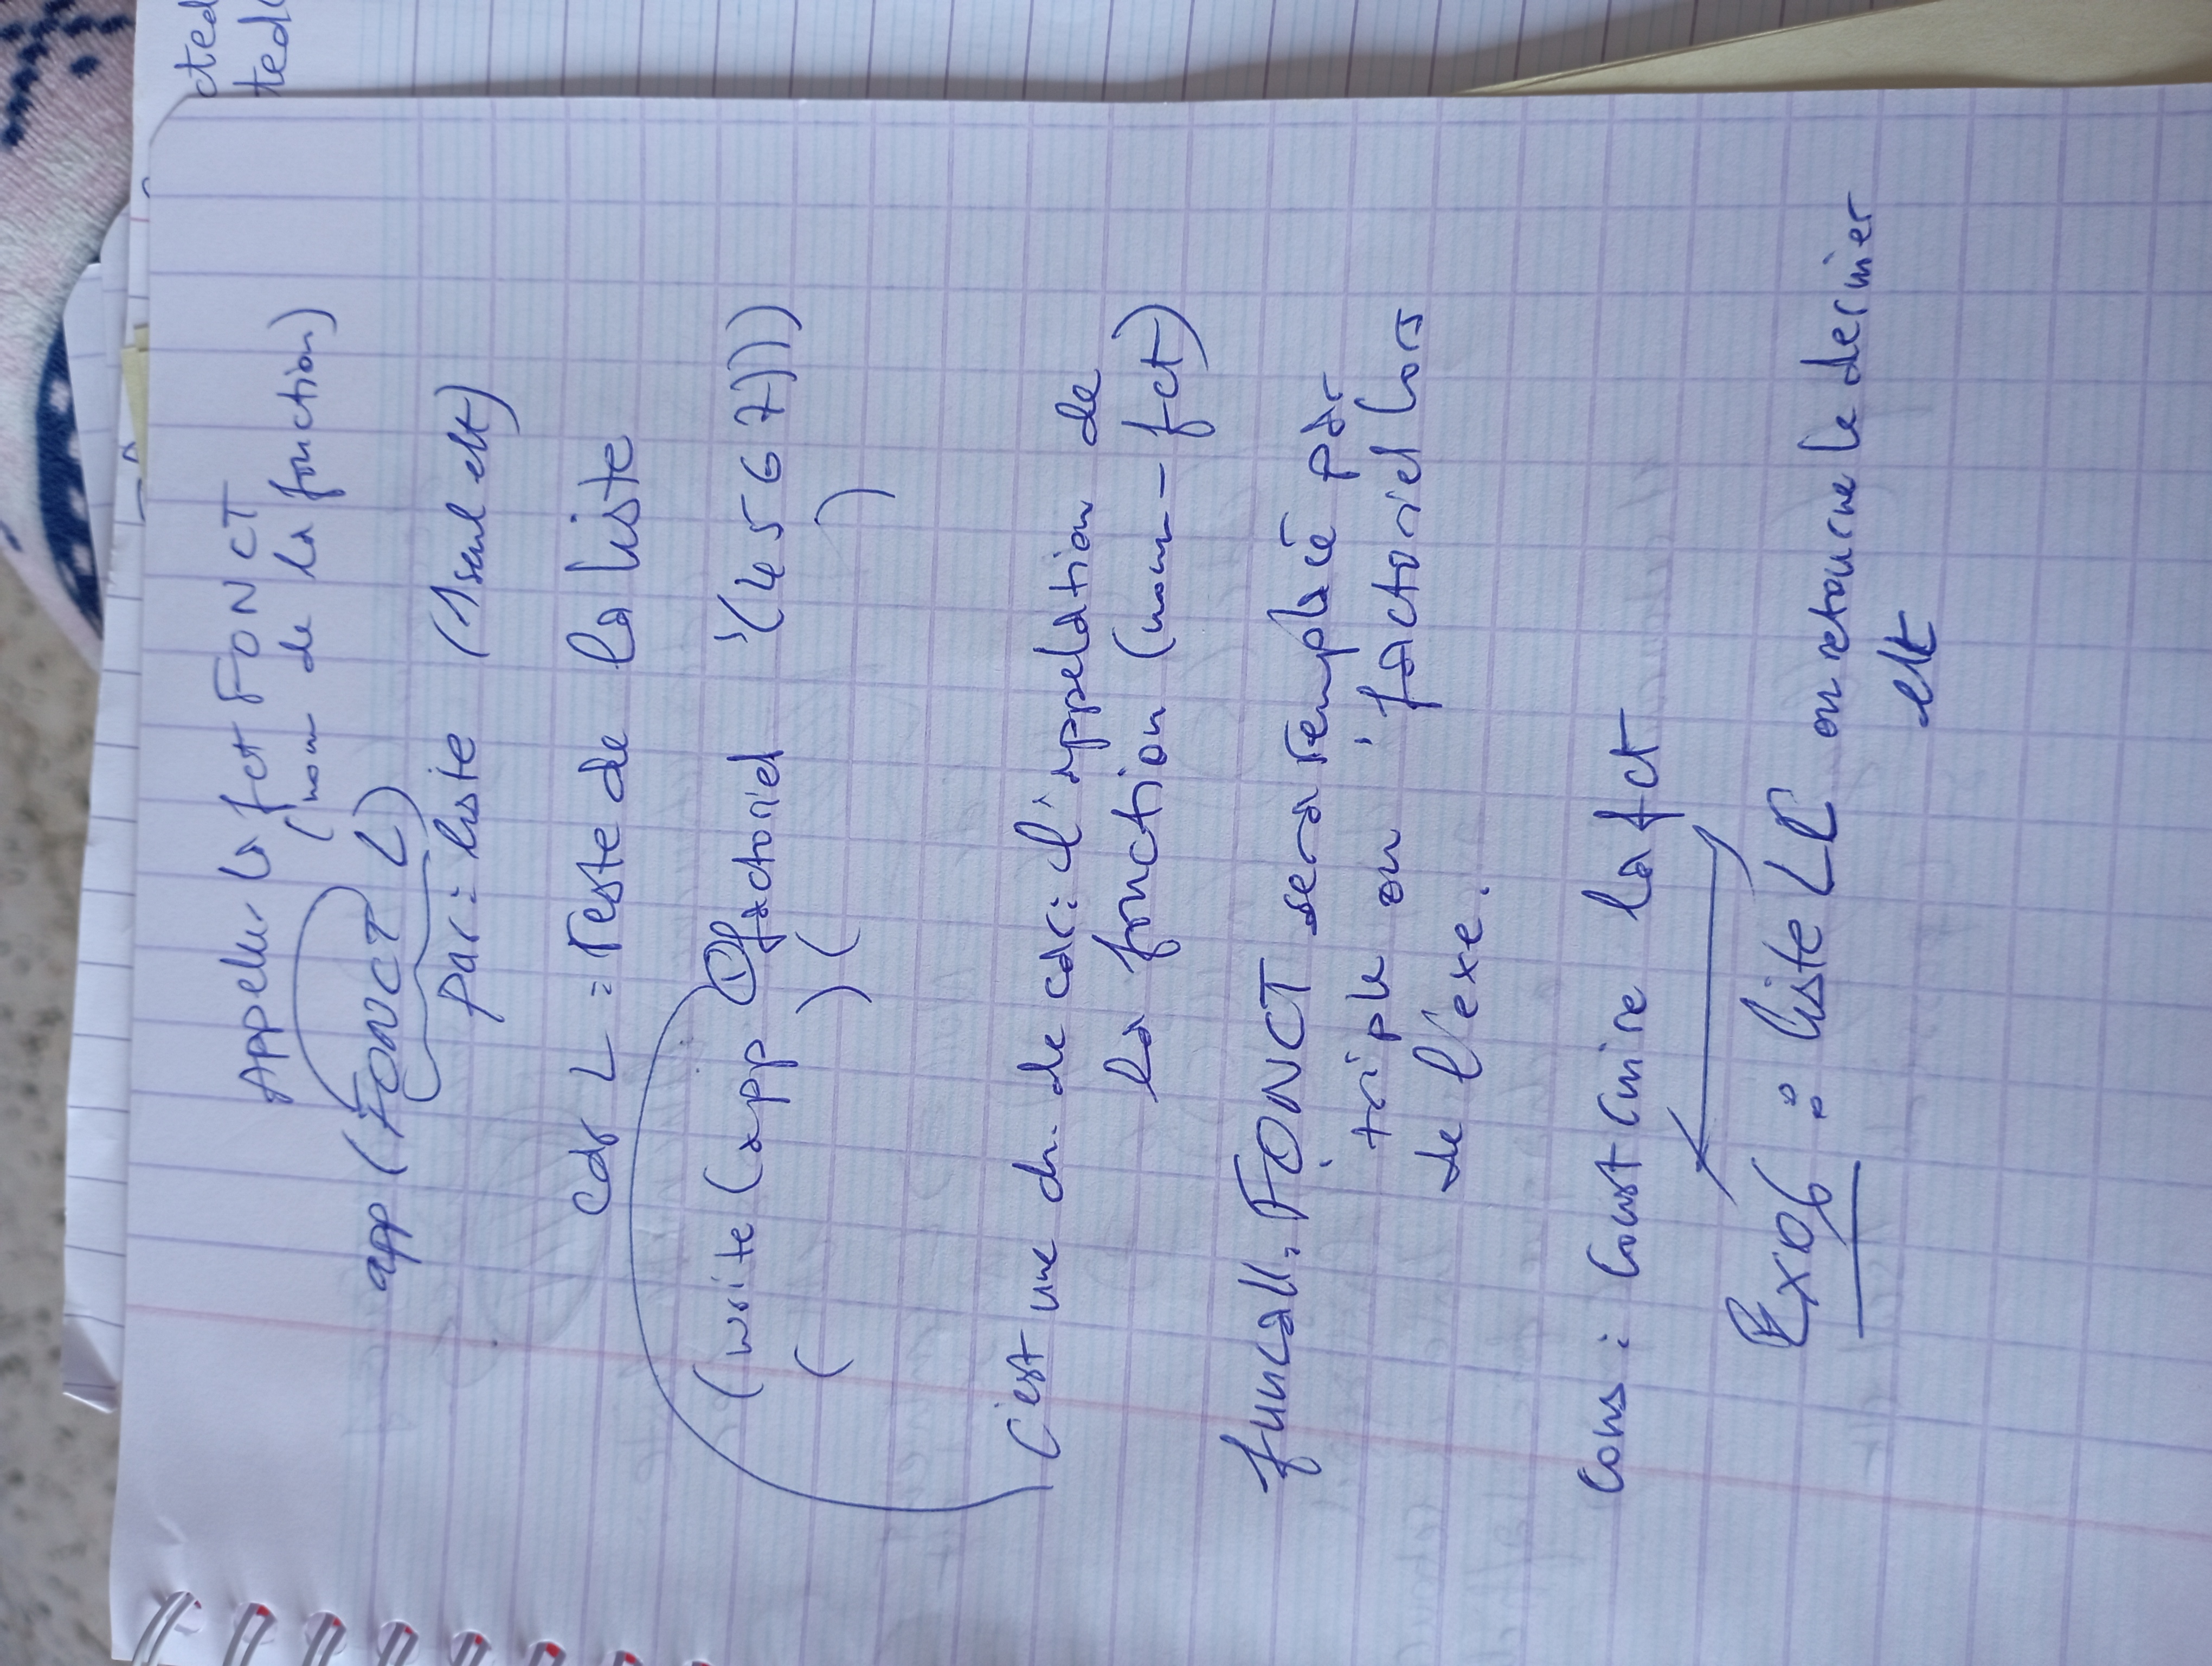 Appeller la fct FONCT
(nom de la fonction)
app (FONCT L)
par : liste (1 seul elt)
cdr L : reste de la liste
(write (app 'factoriel '(4 5 6 7)))
( ) ( )
C'est une ch. de car : l'appelation de
la fonction (nom-fct)
funcall : FONCT sera remplacé par
triple ou 'factoriel lors
de l'exe.
Cons : Construire la fct
Exo6 : liste LC on retourne le dernier
elt
cted
ted(